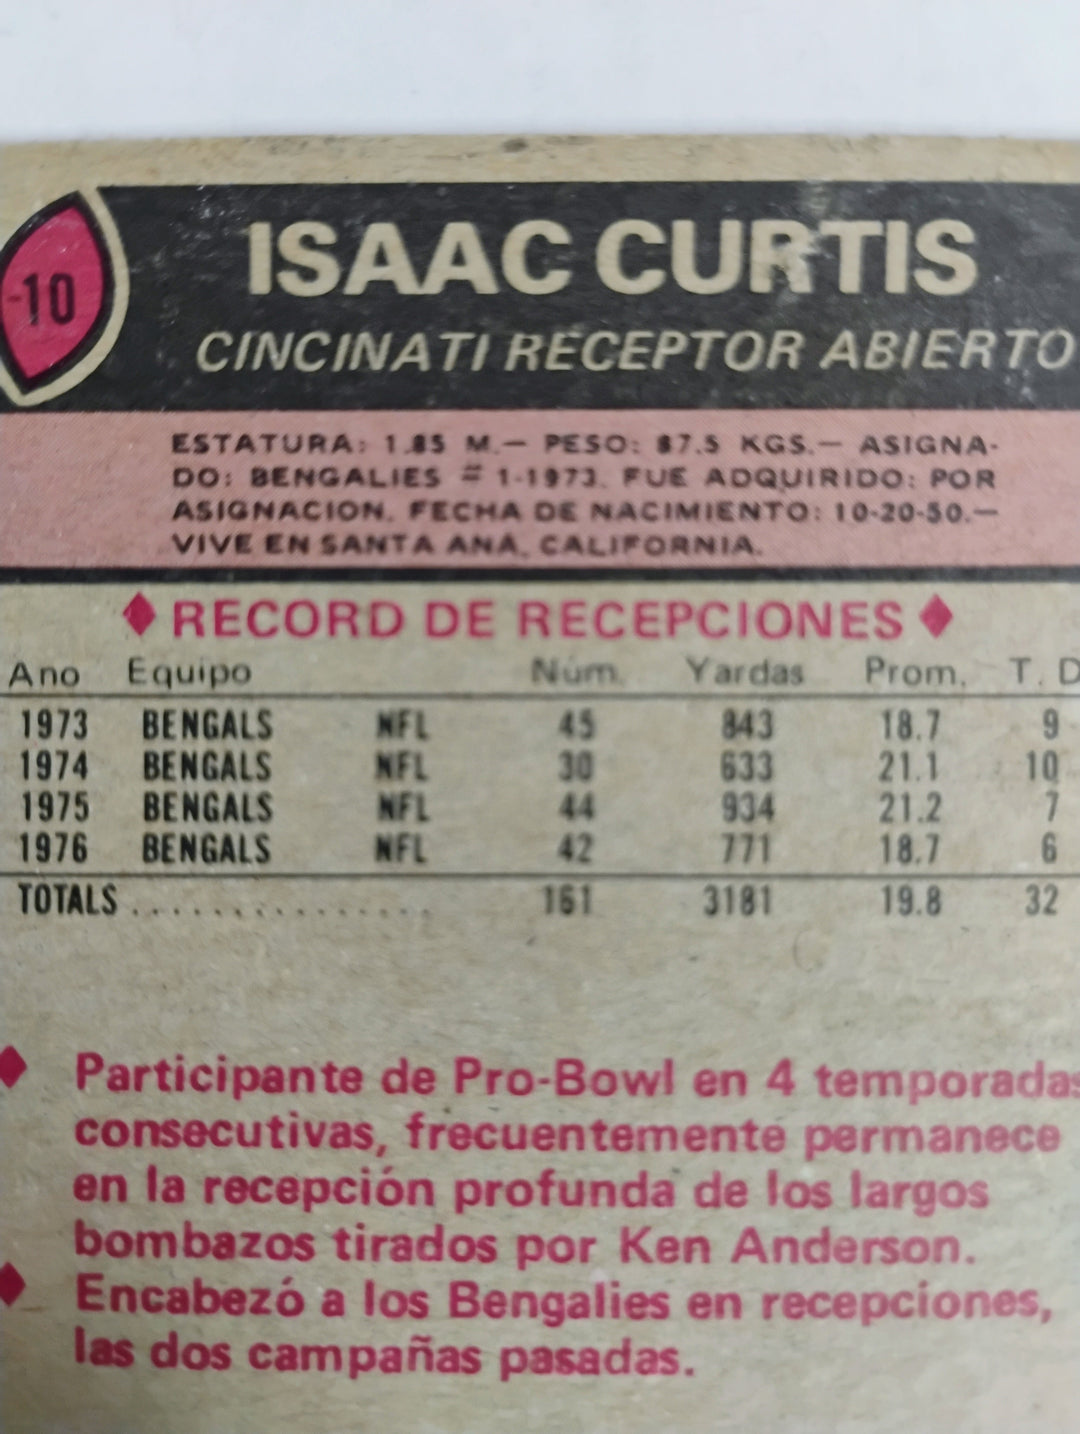 10
ISAAC CURTIS
CINCINATI RECEPTOR ABIERTO
ESTATURA: 1.85 M.— PESO: 87.5 KGS.— ASIGNA-
DO: BENGALIES # 1-1973. FUE ADQUIRIDO: POR
ASIGNACION. FECHA DE NACIMIENTO: 10-20-50.—
VIVE EN SANTA ANA, CALIFORNIA.
♦ RECORD DE RECEPCIONES ♦
Ano Equipo Núm. Yardas Prom. T. D
1973 BENGALS NFL 45 843 18.7 9
1974 BENGALS NFL 30 633 21.1 10
1975 BENGALS NFL 44 934 21.2 7
1976 BENGALS NFL 42 771 18.7 6
TOTALS ............... 161 3181 19.8 32
♦ Participante de Pro-Bowl en 4 temporadas
consecutivas, frecuentemente permanece
en la recepción profunda de los largos
bombazos tirados por Ken Anderson.
♦ Encabezó a los Bengalies en recepciones,
las dos campañas pasadas.